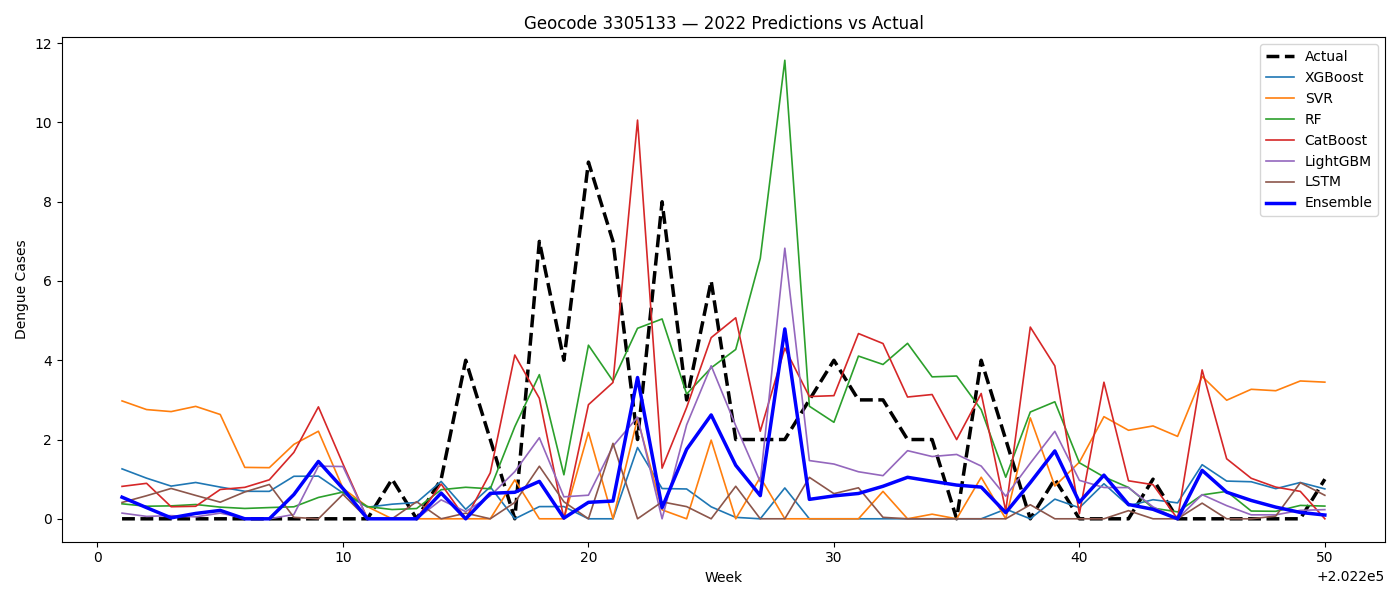 Geocode 3305133 — 2022 Predictions vs Actual
Dengue Cases
12
10
8
6
4
2
0
Actual
XGBoost
SVR
RF
CatBoost
LightGBM
LSTM
Ensemble
0 10 20 30 40 50
Week
+2.022e5